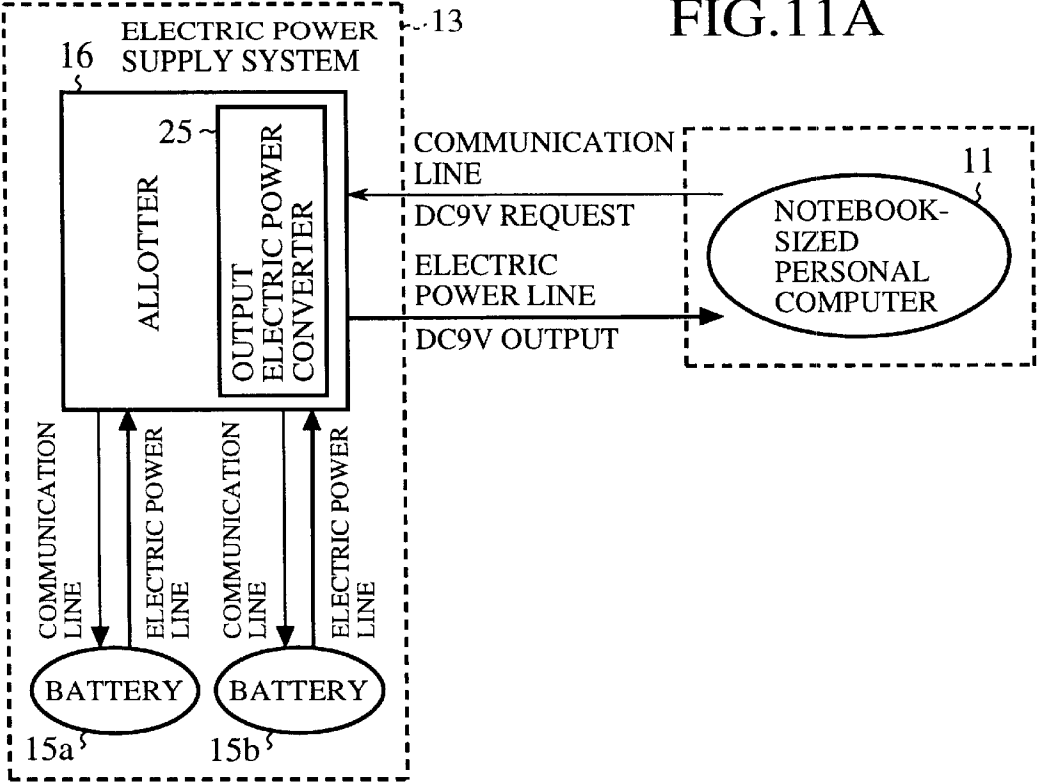 FIG.11A
ELECTRIC POWER
SUPPLY SYSTEM
13
16
25
ALLOTTER
OUTPUT
ELECTRIC POWER
CONVERTER
COMMUNICATION
LINE
DC9V REQUEST
ELECTRIC
POWER LINE
DC9V OUTPUT
11
NOTEBOOK-
SIZED
PERSONAL
COMPUTER
COMMUNICATION
LINE
ELECTRIC POWER
LINE
COMMUNICATION
LINE
ELECTRIC POWER
LINE
BATTERY
BATTERY
15a
15b